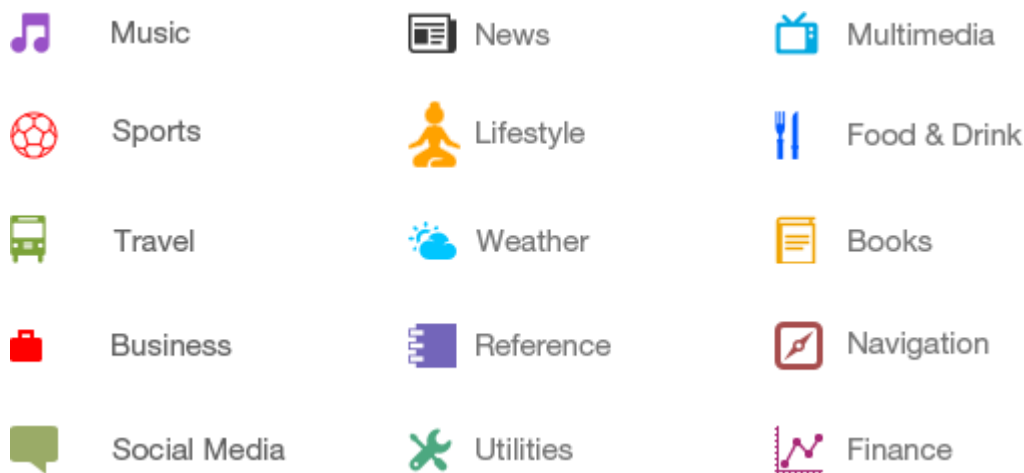 Music
News
Multimedia
Sports
Lifestyle
Food & Drink
Travel
Weather
Books
Business
Reference
Navigation
Social Media
Utilities
Finance